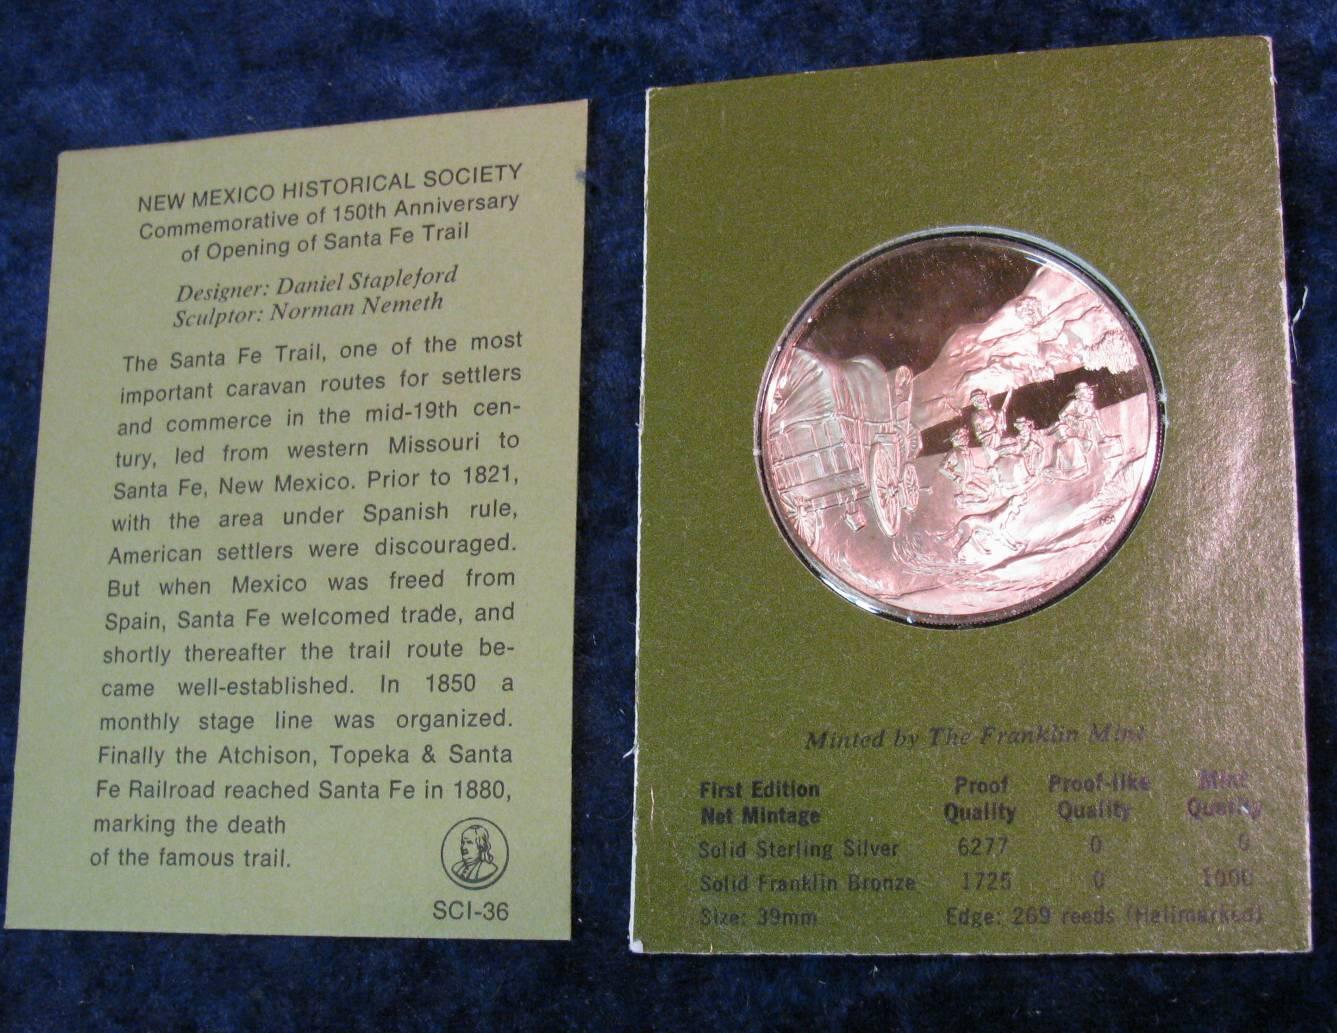 NEW MEXICO HISTORICAL SOCIETY
Commemorative of 150th Anniversary
of Opening of Santa Fe Trail
Designer: Daniel Stapleford
Sculptor: Norman Nemeth
The Santa Fe Trail, one of the most
important caravan routes for settlers
and commerce in the mid-19th cen-
tury, led from western Missouri to
Santa Fe, New Mexico. Prior to 1821,
with the area under Spanish rule,
American settlers were discouraged.
But when Mexico was freed from
Spain, Santa Fe welcomed trade, and
shortly thereafter the trail route be-
came well-established. In 1850 a
monthly stage line was organized.
Finally the Atchison, Topeka & Santa
Fe Railroad reached Santa Fe in 1880,
marking the death
of the famous trail.
SCI-36
Minted by The Franklin Mint
First Edition Proof Proof-like Mint
Net Mintage Quality Quality Quality
Solid Sterling Silver 6277 0 0
Solid Franklin Bronze 1725 0 1000
Size: 39mm Edge: 269 reeds (Hallmarked)